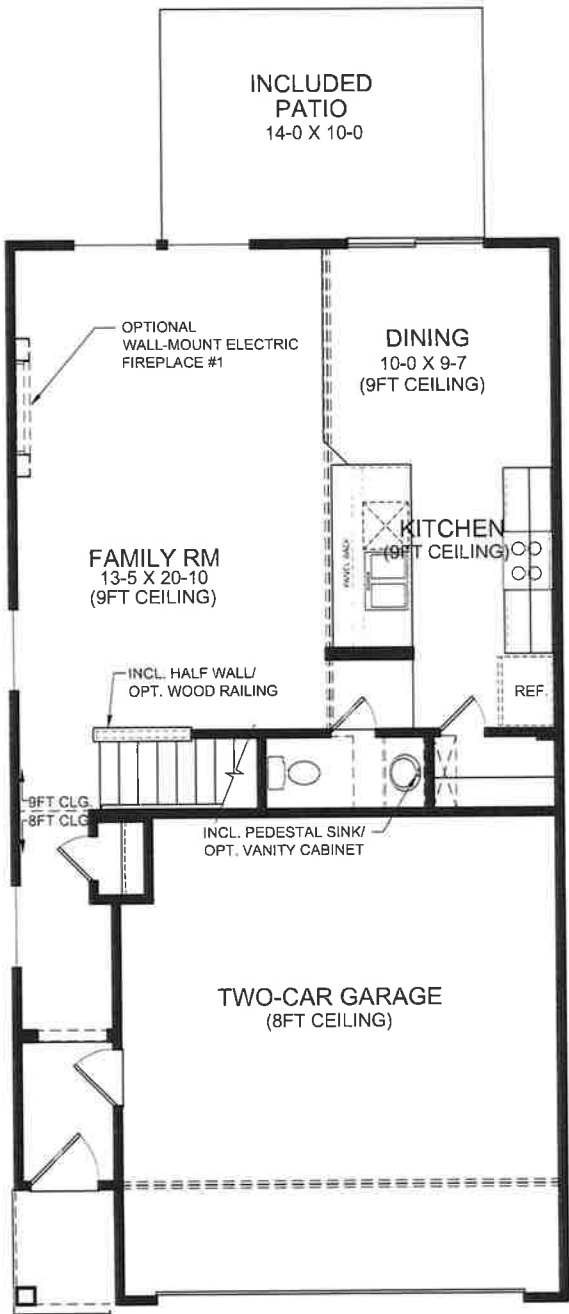 INCLUDED
PATIO
14-0 X 10-0
OPTIONAL
WALL-MOUNT ELECTRIC
FIREPLACE #1
DINING
10-0 X 9-7
(9FT CEILING)
KITCHEN
(9FT CEILING)
PANEL BACK
FAMILY RM
13-5 X 20-10
(9FT CEILING)
INCL. HALF WALL/
OPT. WOOD RAILING
REF.
9FT CLG
8FT CLG
INCL. PEDESTAL SINK/
OPT. VANITY CABINET
TWO-CAR GARAGE
(8FT CEILING)